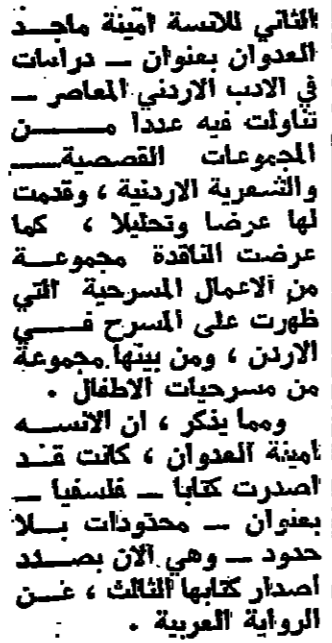 الثاني للانسة امينة ماجد
العدوان بعنوان — دراسات
في الادب الاردني المعاصر —
تناولت فيه عددا من
المجموعات القصصية
والشعرية الاردنية ، وقدمت
لها عرضا وتحليلا ، كما
عرضت الناقدة مجموعة
من الاعمال المسرحية التي
ظهرت على المسرح في
الاردن ، ومن بينها مجموعة
من مسرحيات الاطفال .
ومما يذكر ، ان الانسه
امينة العدوان ، كانت قد
اصدرت كتابا — فلسفيا —
بعنوان — محدودات بلا
حدود — وهي الان بصدد
اصدار كتابها الثالث ، عن
الرواية العربية .